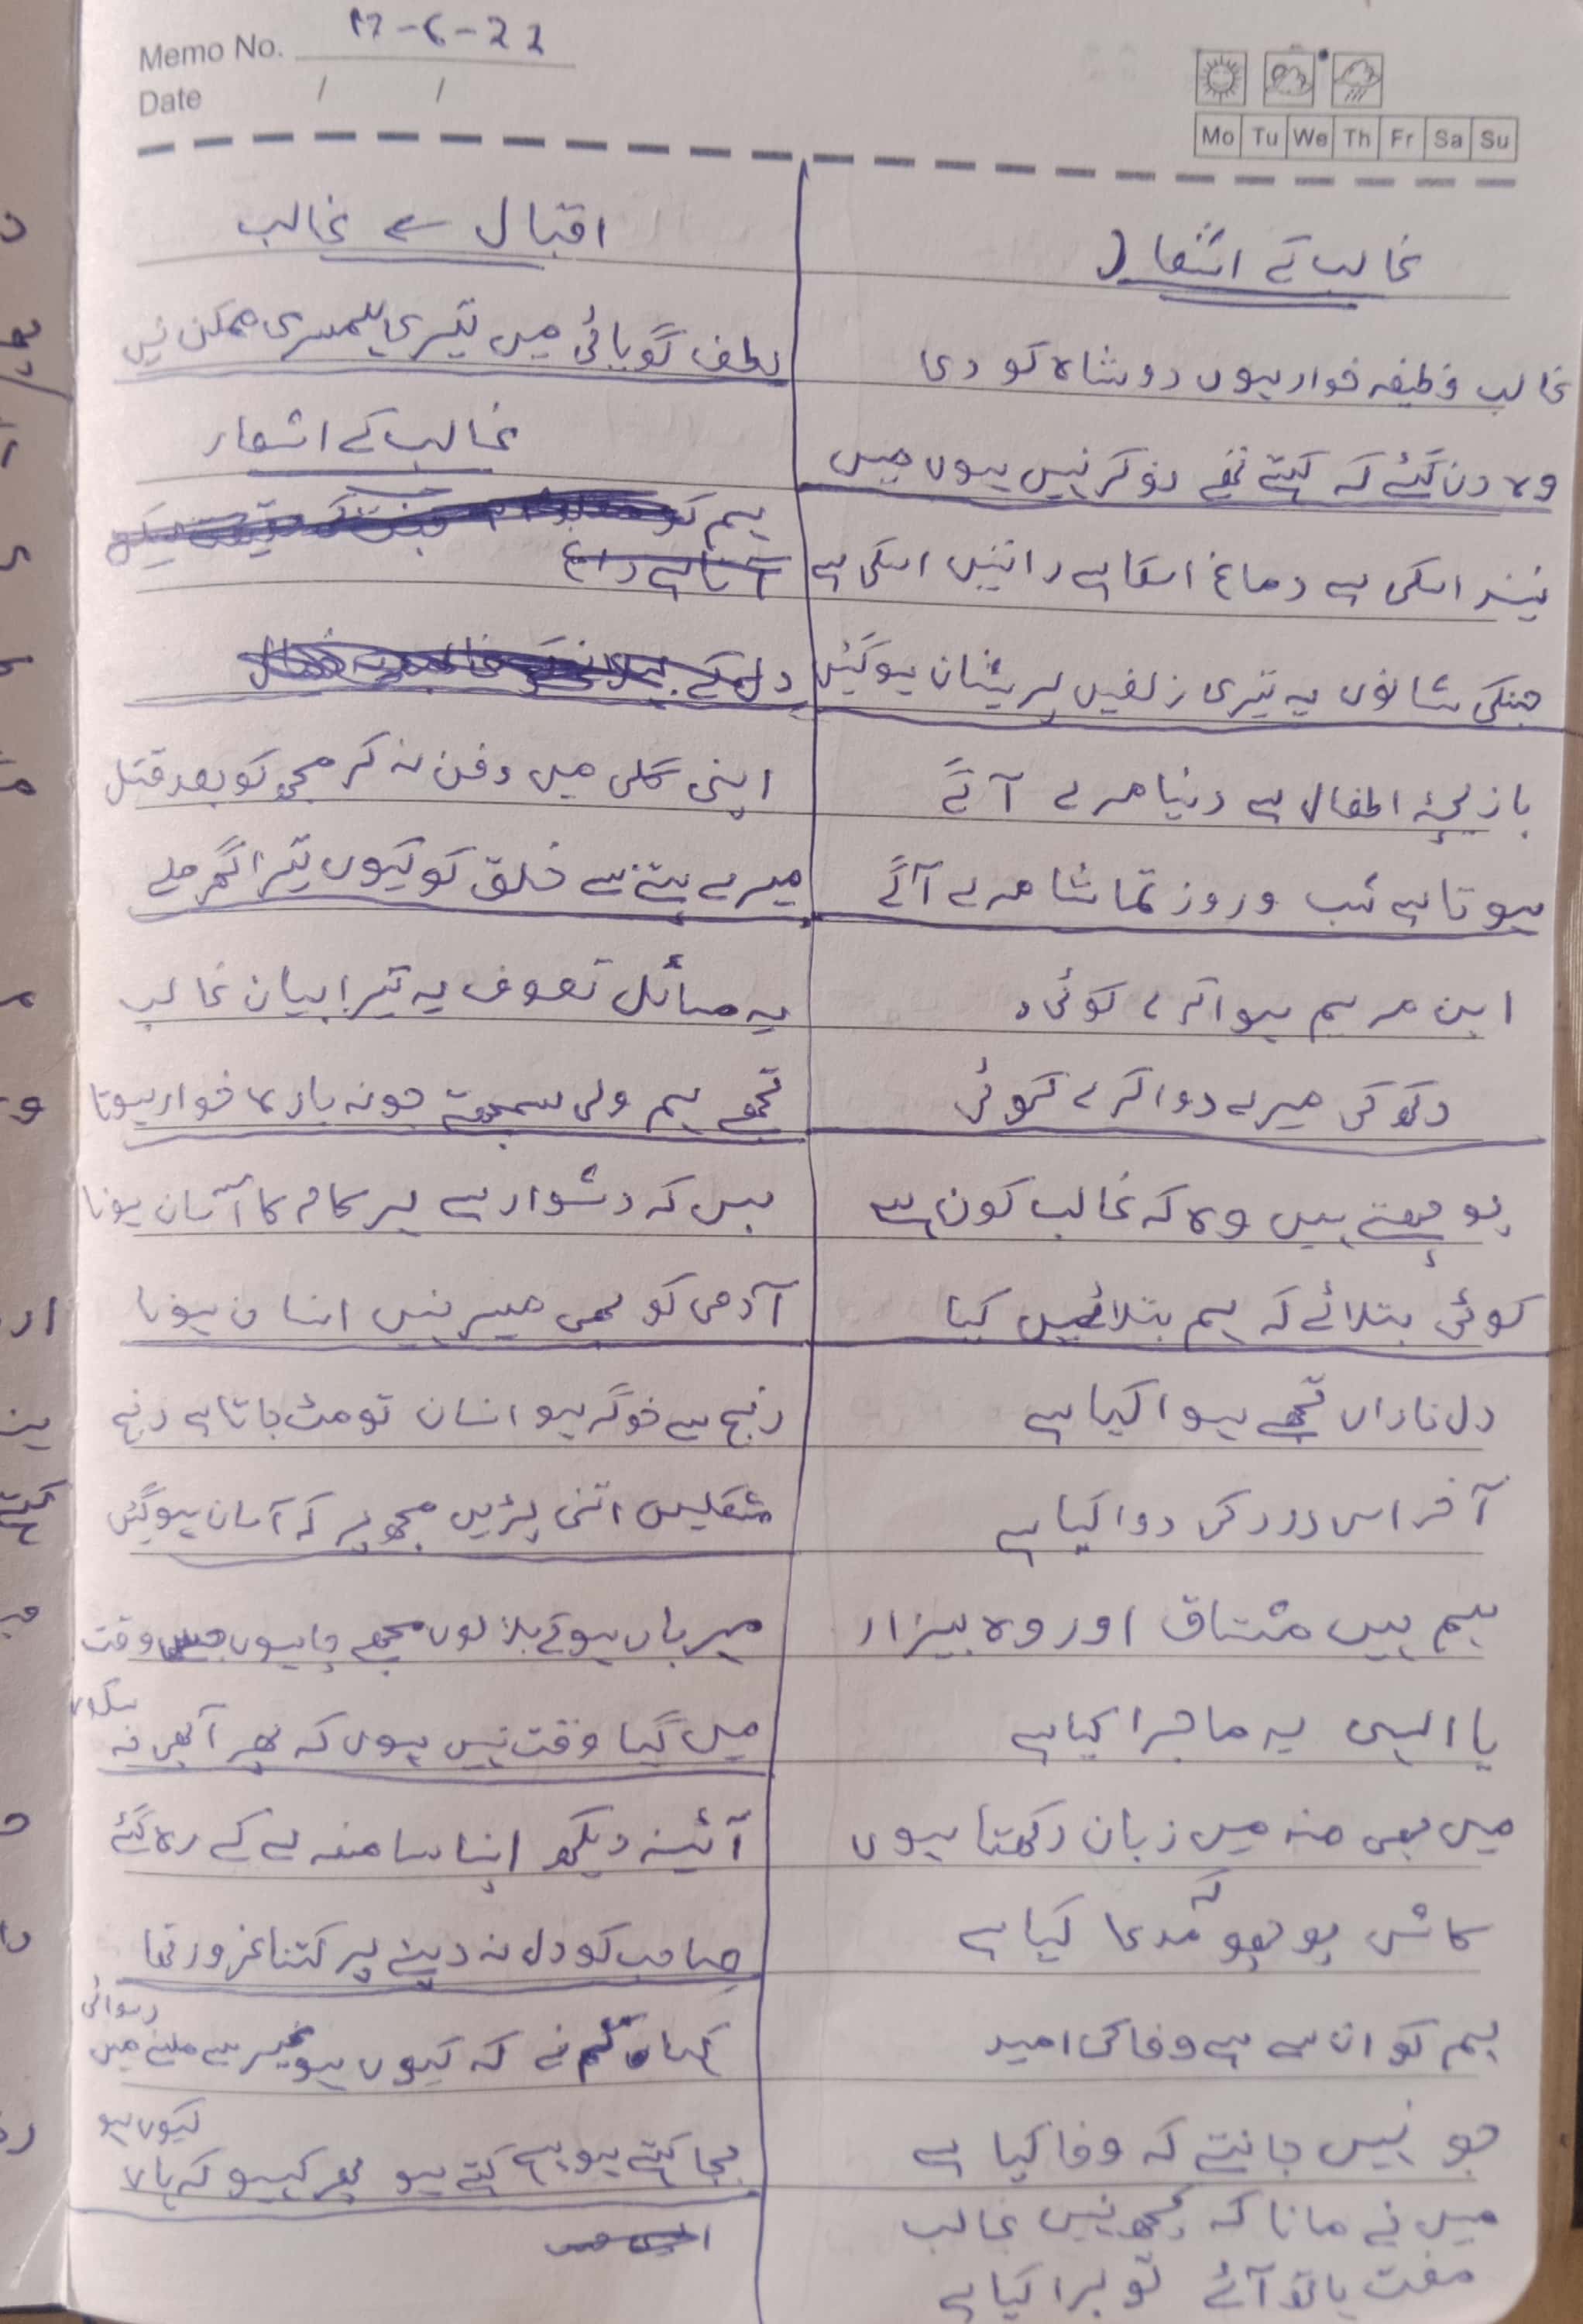 Memo No. 17-6-22
Date / /
Mo Tu We Th Fr Sa Su
غالب کے اشعار
غالب وظیفہ خوار ہوں دو شاہ کو دعا
وہ دن گئے کہ کہتے تھے نوکر نہیں ہوں میں
نیند اسکی ہے دماغ اسکا ہے راتیں اسکی ہے
جنکی شانوں پہ تیری زلفیں پریشان ہوگئیں
بازیچۂ اطفال ہے دنیا مرے آگے
ہوتا ہے شب و روز تماشا مرے آگے
ابن مریم ہوا کرے کوئی
دکھ کی میرے دوا کرے کوئی
پوچھتے ہیں وہ کہ غالب کون ہے
کوئی بتلائے کہ ہم بتلائیں کیا
دل ناداں تجھے ہوا کیا ہے
آخر اس درد کی دوا کیا ہے
ہم ہیں مشتاق اور وہ بیزار
یا الہی یہ ماجرا کیا ہے
میں بھی منہ میں زبان رکھتا ہوں
کاش پوچھو کہ مدعا کیا ہے
ہم کو ان سے ہے وفا کی امید
جو نہیں جانتے کہ وفا کیا ہے
میں نے مانا کہ کچھ نہیں غالب
مفت ہاتھ آئے تو برا کیا ہے
اقبال سے غالب
لطف گویائی میں تیری ہمسری ممکن نہیں
غالب کے اشعار
ہم کو
آتا ہے داغ
دل کے
اپنی گلی میں دفن نہ کر مجھ کو بعد قتل
میرے پتے سے خلق کو کیوں تیرا گھر ملے
یہ مسائل تصوف یہ تیرا بیان غالب
تجھے ہم ولی سمجھتے جو نہ بادہ خوار ہوتا
بس کہ دشوار ہے ہر کام کا آسان ہونا
آدمی کو بھی میسر نہیں انسان ہونا
رنج سے خوگر ہو انسان تو مٹ جاتا ہے رنج
مشکلیں اتنی پڑیں مجھ پر کہ آسان ہوگئیں
مہرباں ہوکے بلا لوں مجھے چاہوں جس وقت
میں گیا وقت نہیں ہوں کہ پھر آ بھی نہ سکوں
آئینہ دیکھ اپنا سا منہ لے کے رہ گئے
صاحب کو دل نہ دینے پر کتنا غرور تھا
کہا تم نے کہ کیوں ہو غیر سے ملنے میں رسوائی
بجا کہتے ہو سچ کہتے ہو پھر کہیو کہ ہاں کیوں ہو